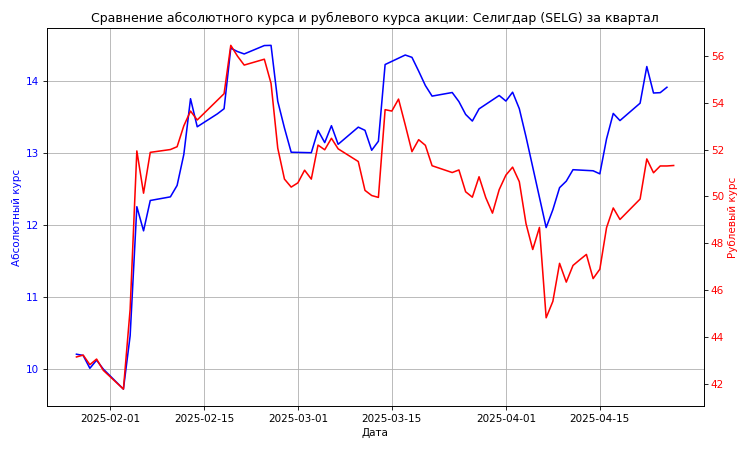 Сравнение абсолютного курса и рублевого курса акции: Селигдар (SELG) за квартал
Абсолютный курс
14
13
12
11
10
56
54
52
50
48
46
44
42
Рублевый курс
2025-02-01 2025-02-15 2025-03-01 2025-03-15 2025-04-01 2025-04-15
Дата